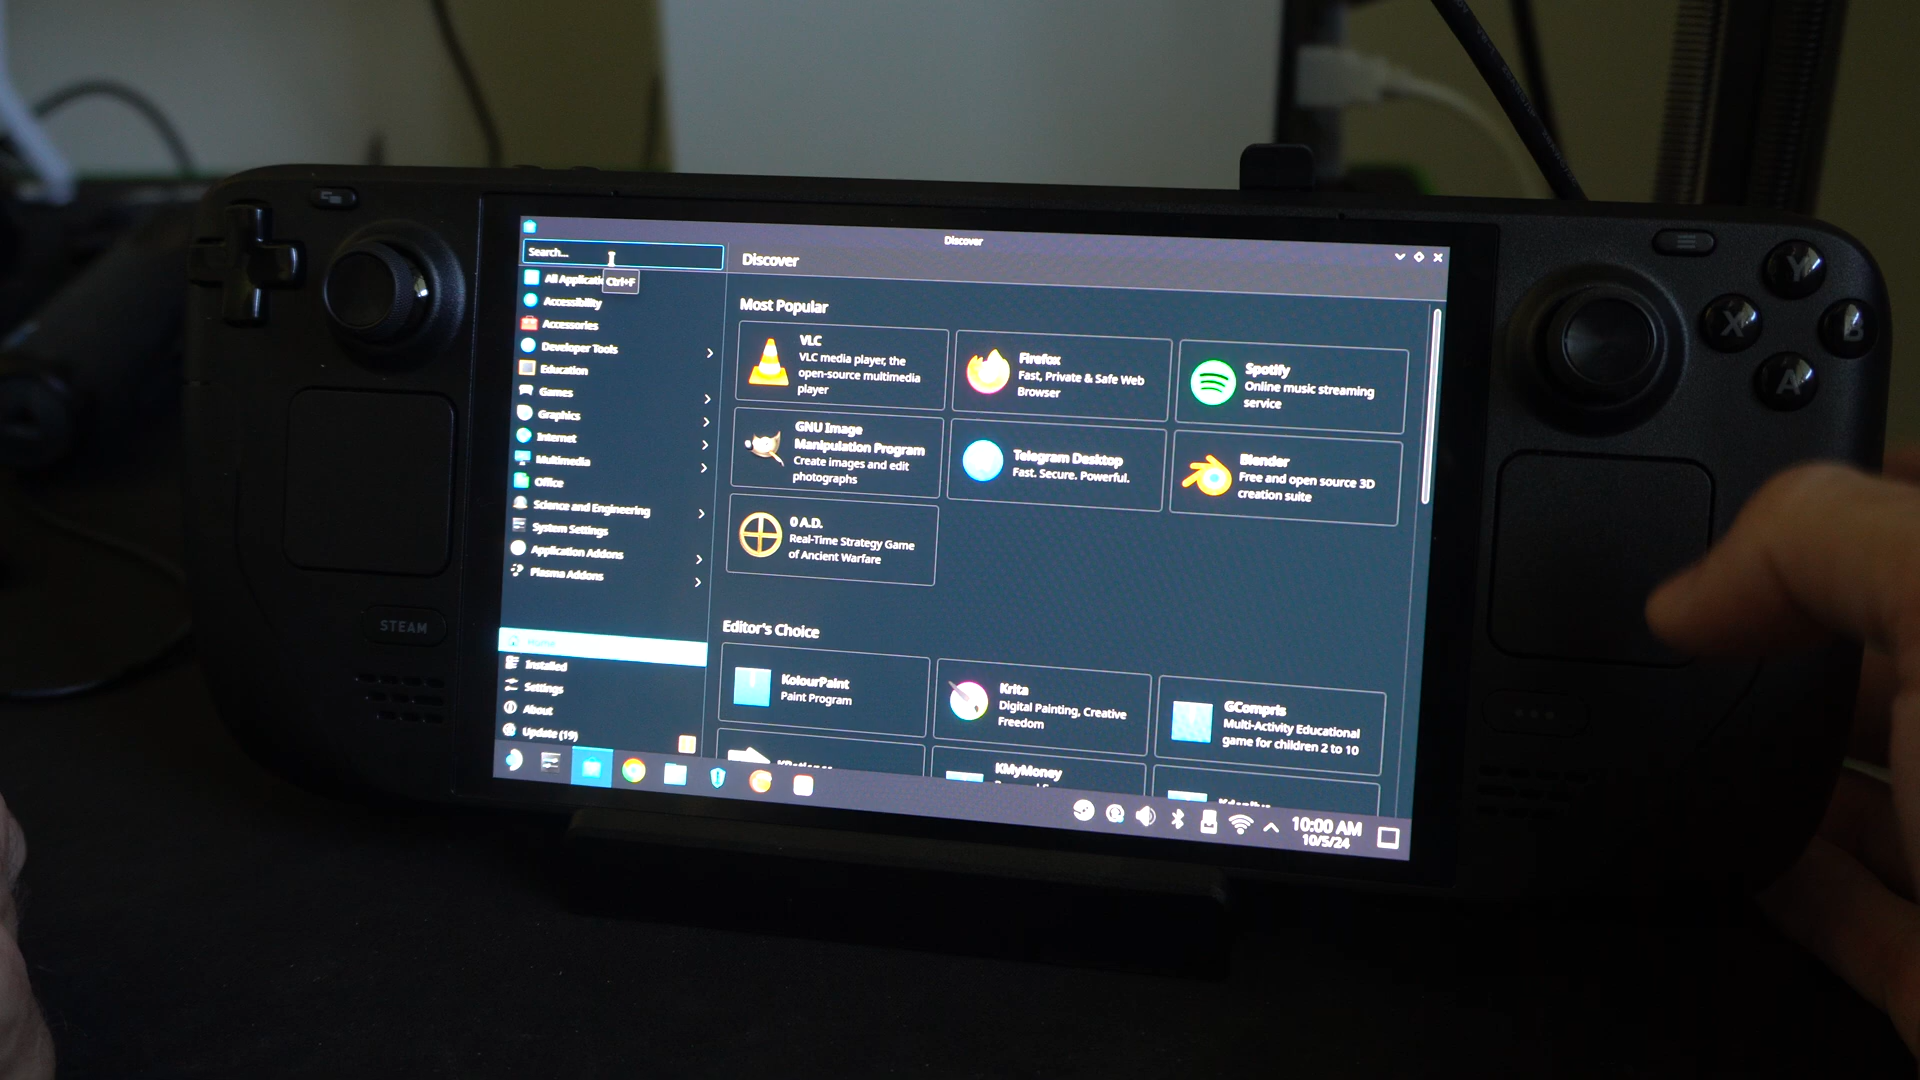 Discover
Search...
Ctrl+F
All Applicati
Accessibility
Accessories
Developer Tools
Education
Games
Graphics
Internet
Multimedia
Office
Science and Engineering
System Settings
Application Addons
Plasma Addons
Installed
Settings
About
Update (19)
Discover
Most Popular
VLC
VLC media player, the
open-source multimedia
player
Firefox
Fast, Private & Safe Web
Browser
Spotify
Online music streaming
service
GNU Image
Manipulation Program
Create images and edit
photographs
Telegram Desktop
Fast. Secure. Powerful.
Blender
Free and open source 3D
creation suite
0 A.D.
Real-Time Strategy Game
of Ancient Warfare
Editor's Choice
KolourPaint
Paint Program
Krita
Digital Painting, Creative
Freedom
GCompris
Multi-Activity Educational
game for children 2 to 10
KMyMoney
10:00 AM
10/5/24
STEAM
Y
X
B
A